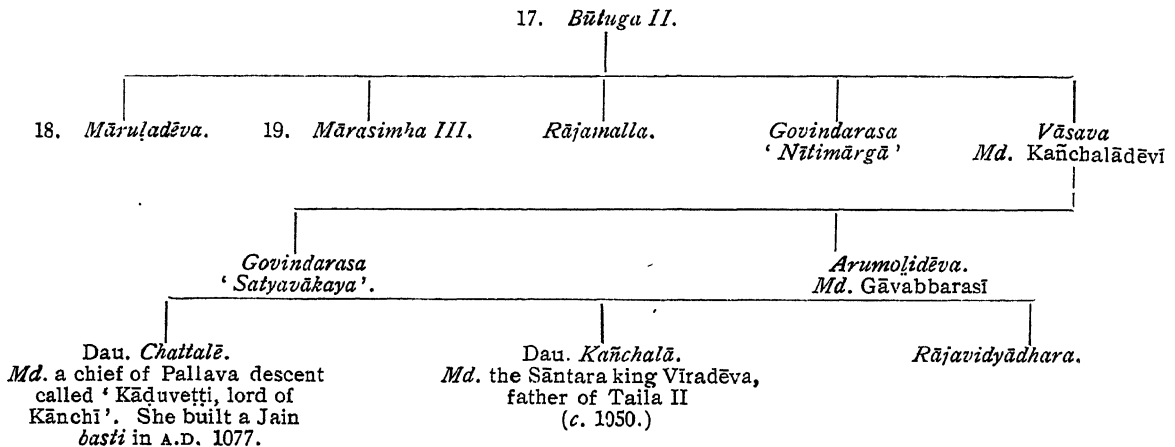 17. Būtuga II.
18. Māruḷadēva.
19. Mārasimha III.
Rājamalla.
Govindarasa
‘ Nītimārgā ’
Vāsava
Md. Kañchalādēvī
Govindarasa
‘ Satyavākaya ’.
Arumoḷidēva.
Md. Gāvabbarasī
Dau. Chattalē.
Md. a chief of Pallava descent
called ‘ Kāḍuveṭṭi, lord of
Kānchī ’. She built a Jain
basti in A.D. 1077.
Dau. Kañchalā.
Md. the Sāntara king Vīradēva,
father of Taila II
(c. 1050.)
Rājavidyādhara.